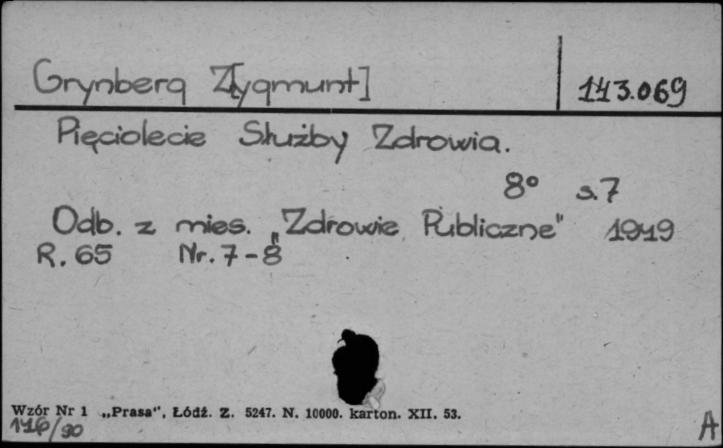 Grynberg Z[ygmunt] 143.069
Pięciolecie Służby Zdrowia.
8° s.7
Odb. z mies. „Zdrowie Publiczne" 1949
R. 65 Nr. 7-8
Wzór Nr 1 „Prasa", Łódź. Z. 5247. N. 10000. karton. XII. 53.
/90 A